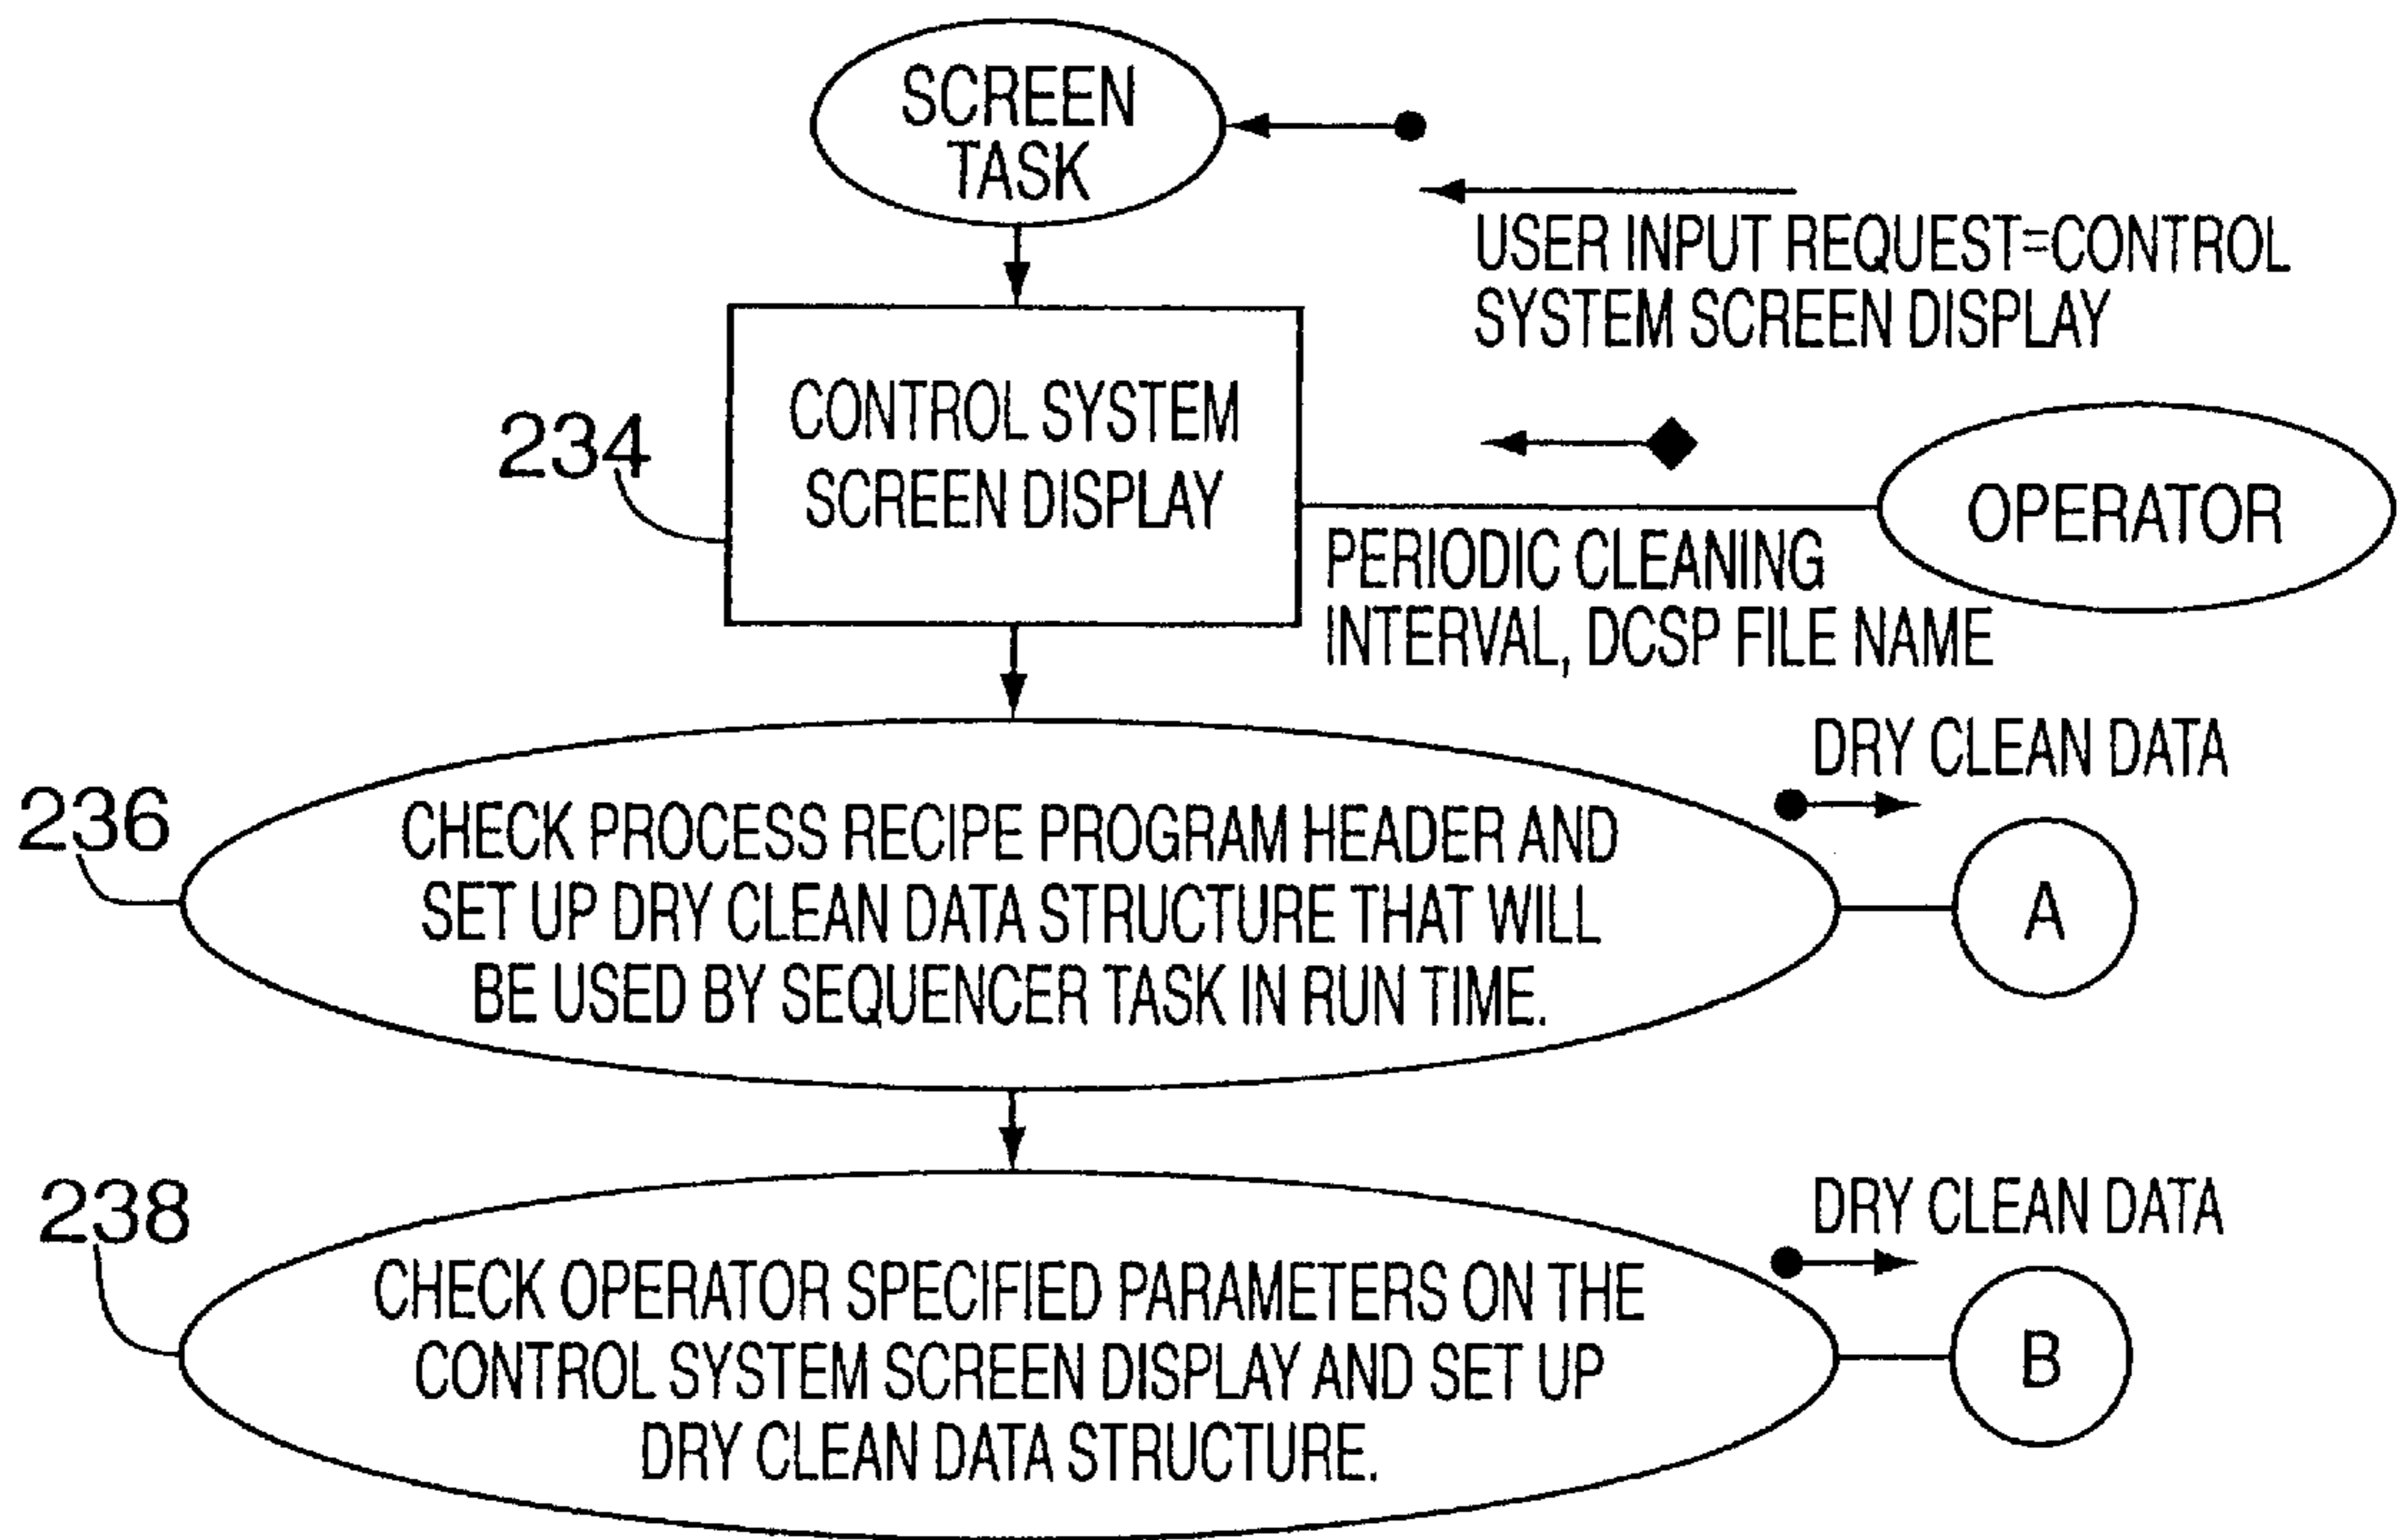 SCREEN
TASK
USER INPUT REQUEST=CONTROL
SYSTEM SCREEN DISPLAY
234
CONTROL SYSTEM
SCREEN DISPLAY
OPERATOR
PERIODIC CLEANING
INTERVAL, DCSP FILE NAME
DRY CLEAN DATA
236
CHECK PROCESS RECIPE PROGRAM HEADER AND
SET UP DRY CLEAN DATA STRUCTURE THAT WILL
BE USED BY SEQUENCER TASK IN RUN TIME.
A
238
DRY CLEAN DATA
CHECK OPERATOR SPECIFIED PARAMETERS ON THE
CONTROL SYSTEM SCREEN DISPLAY AND SET UP
DRY CLEAN DATA STRUCTURE.
B